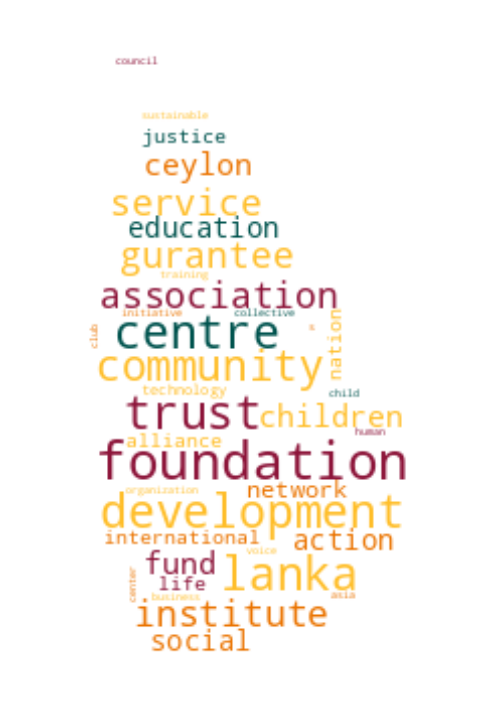 council
sustainable
justice
ceylon
service
education
gurantee
training
association
initiative collective
club centre nation
community
technology child
trust children
human
alliance
foundation
organization network
development
international action
voice
fund lanka
center life
business asia
institute
social